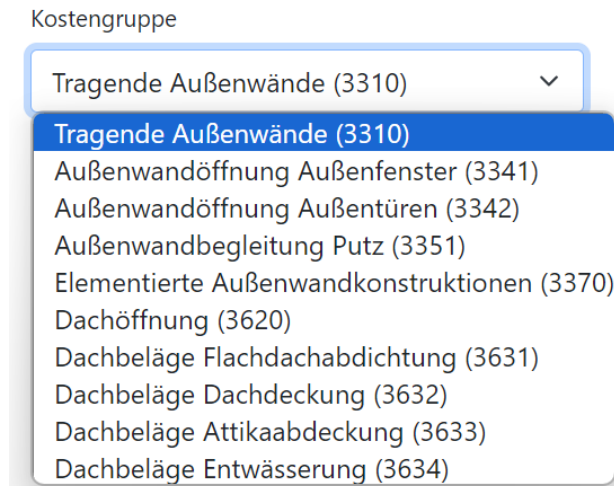 Kostengruppe
Tragende Außenwände (3310)
Tragende Außenwände (3310)
Außenwandöffnung Außenfenster (3341)
Außenwandöffnung Außentüren (3342)
Außenwandbegleitung Putz (3351)
Elementierte Außenwandkonstruktionen (3370)
Dachöffnung (3620)
Dachbeläge Flachdachabdichtung (3631)
Dachbeläge Dachdeckung (3632)
Dachbeläge Attikaabdeckung (3633)
Dachbeläge Entwässerung (3634)